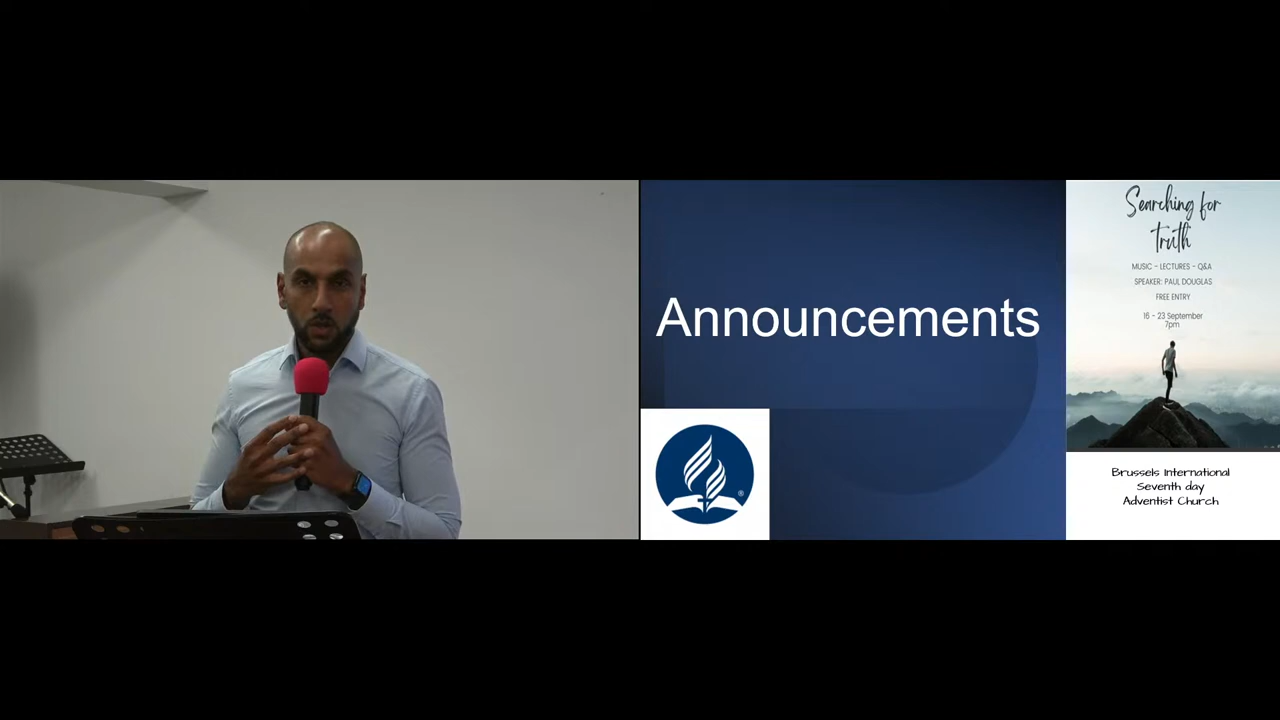 Announcements
®
Searching for
truth
MUSIC - LECTURES - Q&A
SPEAKER: PAUL DOUGLAS
FREE ENTRY
16 - 23 September
7pm
Brussels International
Seventh day
Adventist Church